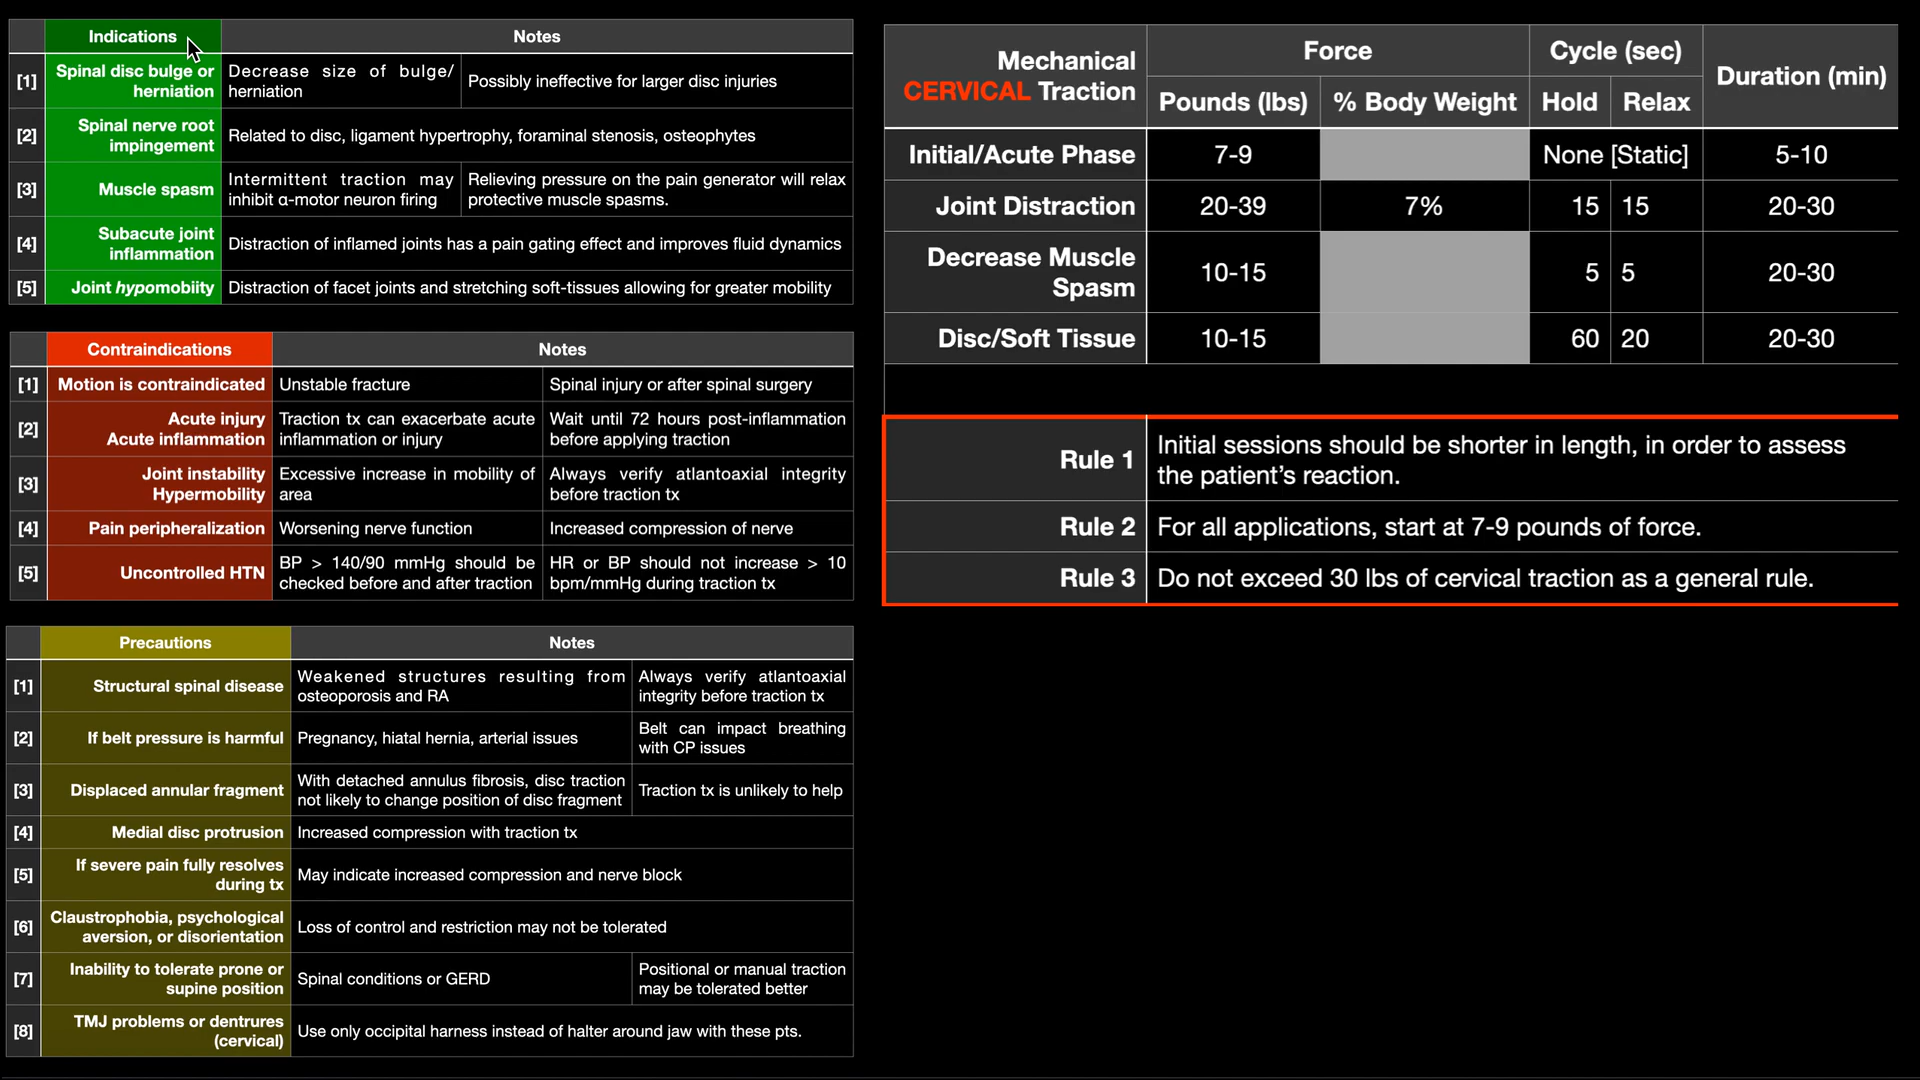 Indications Notes
[1] Spinal disc bulge or herniation Decrease size of bulge/ herniation Possibly ineffective for larger disc injuries
[2] Spinal nerve root impingement Related to disc, ligament hypertrophy, foraminal stenosis, osteophytes
[3] Muscle spasm Intermittent traction may inhibit α-motor neuron firing Relieving pressure on the pain generator will relax protective muscle spasms.
[4] Subacute joint inflammation Distraction of inflamed joints has a pain gating effect and improves fluid dynamics
[5] Joint hypomobiity Distraction of facet joints and stretching soft-tissues allowing for greater mobility
Contraindications Notes
[1] Motion is contraindicated Unstable fracture Spinal injury or after spinal surgery
[2] Acute injury Acute inflammation Traction tx can exacerbate acute inflammation or injury Wait until 72 hours post-inflammation before applying traction
[3] Joint instability Hypermobility Excessive increase in mobility of area Always verify atlantoaxial integrity before traction tx
[4] Pain peripheralization Worsening nerve function Increased compression of nerve
[5] Uncontrolled HTN BP > 140/90 mmHg should be checked before and after traction HR or BP should not increase > 10 bpm/mmHg during traction tx
Precautions Notes
[1] Structural spinal disease Weakened structures resulting from osteoporosis and RA Always verify atlantoaxial integrity before traction tx
[2] If belt pressure is harmful Pregnancy, hiatal hernia, arterial issues Belt can impact breathing with CP issues
[3] Displaced annular fragment With detached annulus fibrosis, disc traction not likely to change position of disc fragment Traction tx is unlikely to help
[4] Medial disc protrusion Increased compression with traction tx
[5] If severe pain fully resolves during tx May indicate increased compression and nerve block
[6] Claustrophobia, psychological aversion, or disorientation Loss of control and restriction may not be tolerated
[7] Inability to tolerate prone or supine position Spinal conditions or GERD Positional or manual traction may be tolerated better
[8] TMJ problems or dentrures (cervical) Use only occipital harness instead of halter around jaw with these pts.
Mechanical CERVICAL Traction Force Cycle (sec) Duration (min)
Pounds (lbs) % Body Weight Hold Relax
Initial/Acute Phase 7-9 None [Static] 5-10
Joint Distraction 20-39 7% 15 15 20-30
Decrease Muscle Spasm 10-15 5 5 20-30
Disc/Soft Tissue 10-15 60 20 20-30
Rule 1 Initial sessions should be shorter in length, in order to assess the patient's reaction.
Rule 2 For all applications, start at 7-9 pounds of force.
Rule 3 Do not exceed 30 lbs of cervical traction as a general rule.